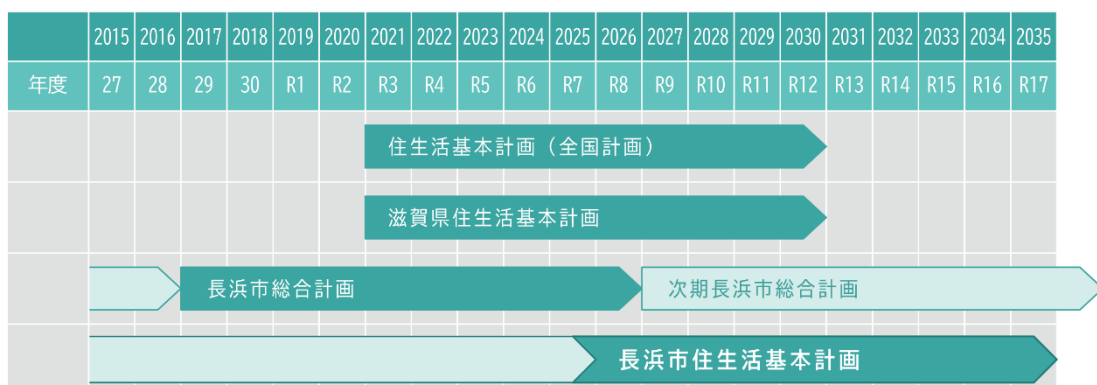 2015 2016 2017 2018 2019 2020 2021 2022 2023 2024 2025 2026 2027 2028 2029 2030 2031 2032 2033 2034 2035
年度 27 28 29 30 R1 R2 R3 R4 R5 R6 R7 R8 R9 R10 R11 R12 R13 R14 R15 R16 R17
住生活基本計画（全国計画）
滋賀県住生活基本計画
長浜市総合計画 次期長浜市総合計画
長浜市住生活基本計画